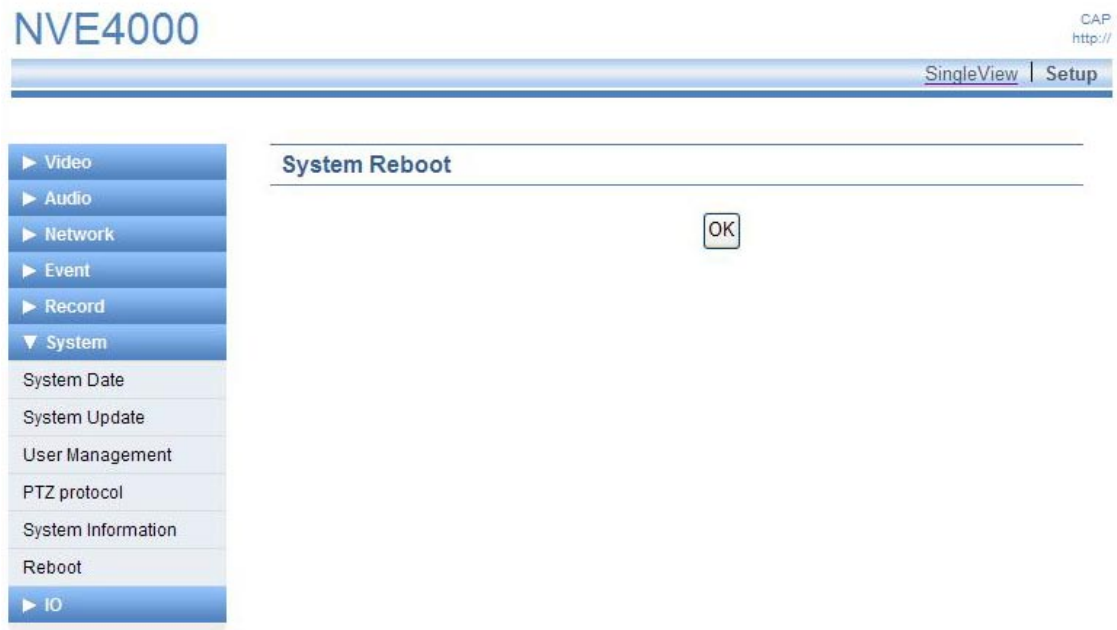 NVE4000
CAP
http://
SingleView | Setup
► Video
► Audio
► Network
► Event
► Record
▼ System
System Date
System Update
User Management
PTZ protocol
System Information
Reboot
► IO
System Reboot
OK